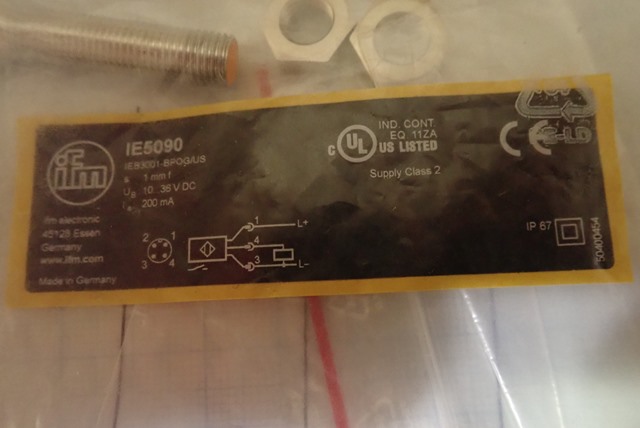 ifm
IE5090
IEB3001-BPOG/US
s 1 mm f
UB 10...36 V DC
200 mA
ifm electronic
45128 Essen
Germany
www.ifm.com
Made in Germany
2 1
3 4
1 L+
4
3 L−
IND. CONT.
EQ. 11ZA
c UL US LISTED
Supply Class 2
CE
IP 67